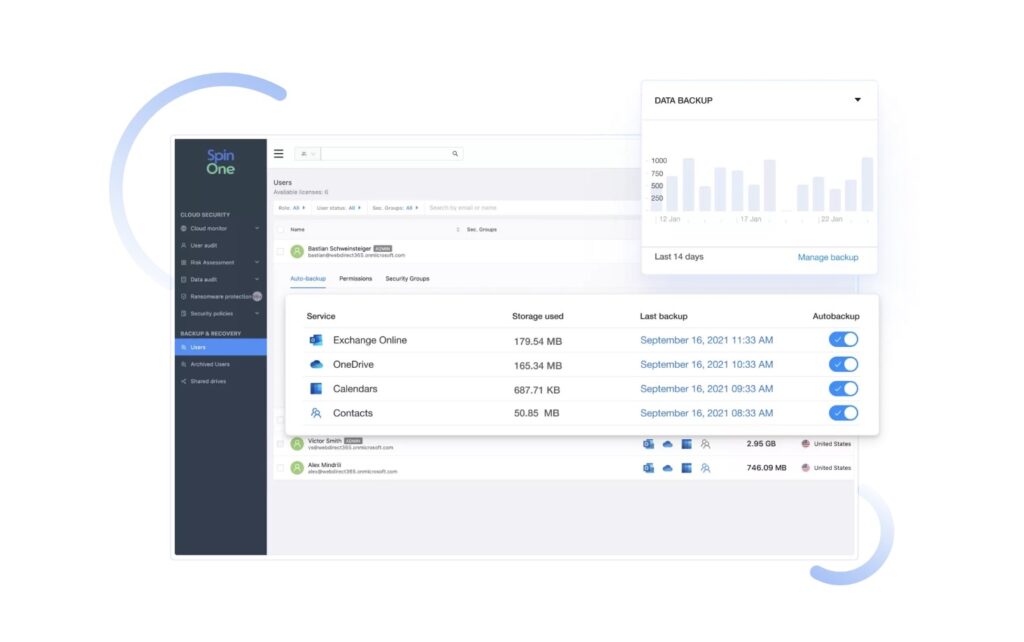 Spin
One
CLOUD SECURITY
Cloud monitor
User audit
Risk Assessment
Data audit
Ransomware protection
Security policies
BACKUP & RECOVERY
Users
Archived Users
Shared drives
Users
Available licenses: 6
Role: All
User status: All
Sec. Groups: All
Search by email or name
Name
Sec. Groups
Bastian Schweinsteiger ADMIN
bastian@webdirect365.onmicrosoft.com
Auto-backup Permissions Security Groups
DATA BACKUP
1000
750
500
250
12 Jan 17 Jan 22 Jan
Last 14 days Manage backup
Service Storage used Last backup Autobackup
Exchange Online 179.54 MB September 16, 2021 11:33 AM
OneDrive 165.34 MB September 16, 2021 10:33 AM
Calendars 687.71 KB September 16, 2021 09:33 AM
Contacts 50.85 MB September 16, 2021 08:33 AM
Victor Smith ADMIN 2.95 GB United States
vs@webdirect365.onmicrosoft.com
Alex Mindrili 746.09 MB United States
alex@webdirect365.onmicrosoft.com